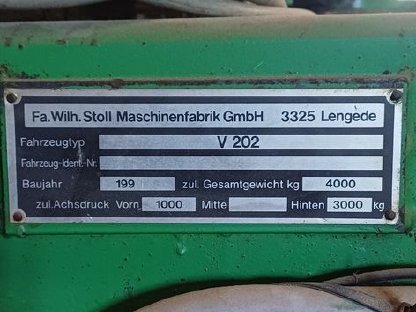 Fa. Wilh. Stoll Maschinenfabrik GmbH 3325 Lengede
Fahrzeugtyp V 202
Fahrzeug-Ident. Nr.
Baujahr 199 zul. Gesamtgewicht kg 4000
zul. Achsdruck Vorn 1000 Mitte Hinten 3000 kg